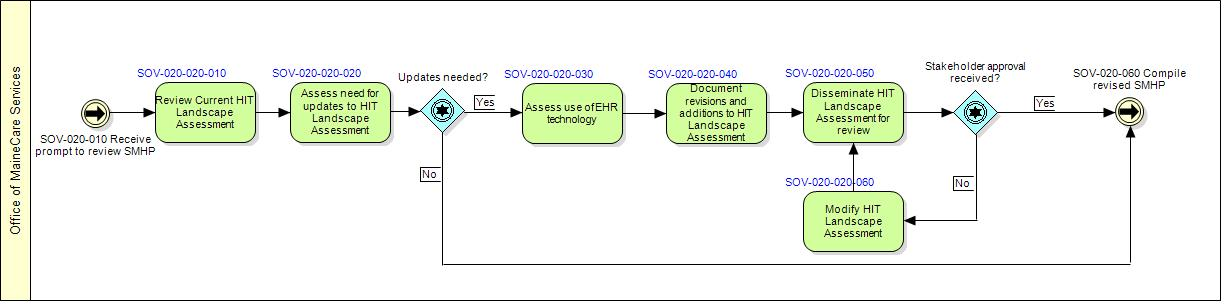 Office of MaineCare Services
SOV-020-010 Receive
prompt to review SMHP
SOV-020-020-010
Review Current HIT
Landscape
Assessment
SOV-020-020-020
Assess need for
updates to HIT
Landscape
Assessment
Updates needed?
Yes
No
SOV-020-020-030
Assess use of EHR
technology
SOV-020-020-040
Document
revisions and
additions to HIT
Landscape
Assessment
SOV-020-020-050
Disseminate HIT
Landscape
Assessment for
review
Stakeholder approval
received?
Yes
No
SOV-020-020-060
Modify HIT
Landscape
Assessment
SOV-020-060 Compile
revised SMHP